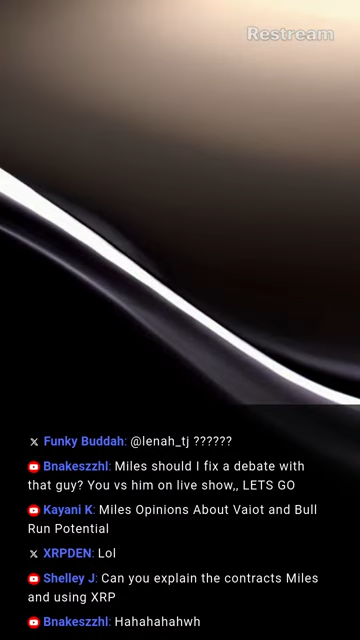 Restream
Funky Buddah: @lenah_tj ??????
Bnakeszzhl: Miles should I fix a debate with
that guy? You vs him on live show,, LETS GO
Kayani K: Miles Opinions About Vaiot and Bull
Run Potential
XRPDEN: Lol
Shelley J: Can you explain the contracts Miles
and using XRP
Bnakeszzhl: Hahahahahwh